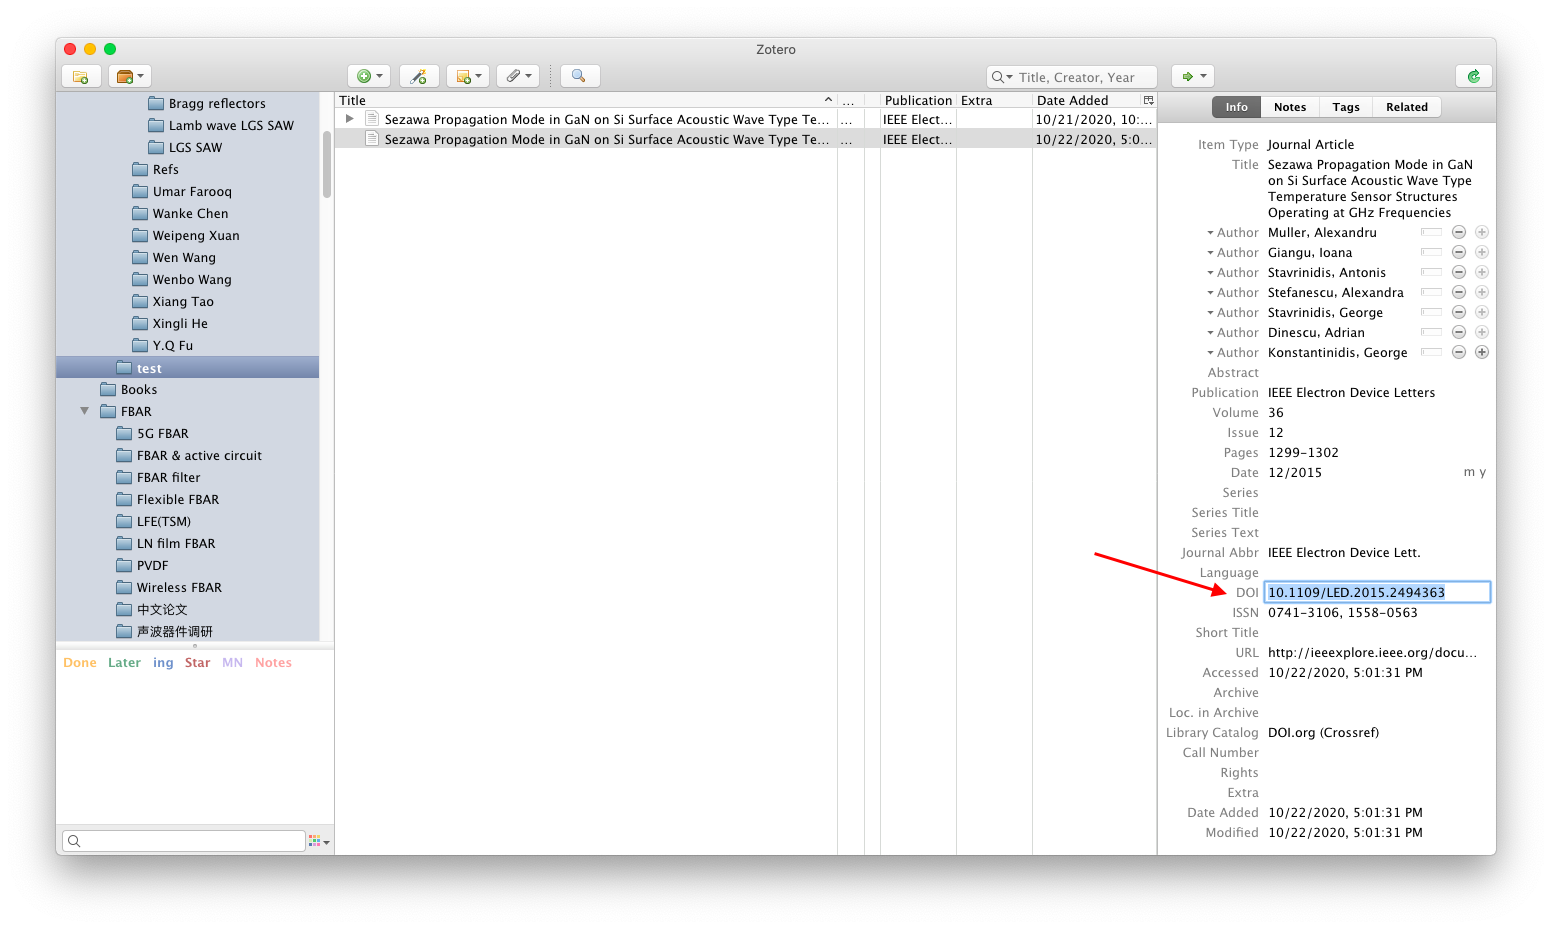 Zotero
Title, Creator, Year
Bragg reflectors
Lamb wave LGS SAW
LGS SAW
Refs
Umar Farooq
Wanke Chen
Weipeng Xuan
Wen Wang
Wenbo Wang
Xiang Tao
Xingli He
Y.Q Fu
test
Books
FBAR
5G FBAR
FBAR & active circuit
FBAR filter
Flexible FBAR
LFE(TSM)
LN film FBAR
PVDF
Wireless FBAR
中文论文
声波器件调研
Done Later ing Star MN Notes
Title ... Publication Extra Date Added
Sezawa Propagation Mode in GaN on Si Surface Acoustic Wave Type Te... ... IEEE Elect... 10/21/2020, 10:...
Sezawa Propagation Mode in GaN on Si Surface Acoustic Wave Type Te... ... IEEE Elect... 10/22/2020, 5:0...
Info Notes Tags Related
Item Type Journal Article
Title Sezawa Propagation Mode in GaN
on Si Surface Acoustic Wave Type
Temperature Sensor Structures
Operating at GHz Frequencies
Author Muller, Alexandru
Author Giangu, Ioana
Author Stavrinidis, Antonis
Author Stefanescu, Alexandra
Author Stavrinidis, George
Author Dinescu, Adrian
Author Konstantinidis, George
Abstract
Publication IEEE Electron Device Letters
Volume 36
Issue 12
Pages 1299-1302
Date 12/2015 m y
Series
Series Title
Series Text
Journal Abbr IEEE Electron Device Lett.
Language
DOI 10.1109/LED.2015.2494363
ISSN 0741-3106, 1558-0563
Short Title
URL http://ieeexplore.ieee.org/docu...
Accessed 10/22/2020, 5:01:31 PM
Archive
Loc. in Archive
Library Catalog DOI.org (Crossref)
Call Number
Rights
Extra
Date Added 10/22/2020, 5:01:31 PM
Modified 10/22/2020, 5:01:31 PM